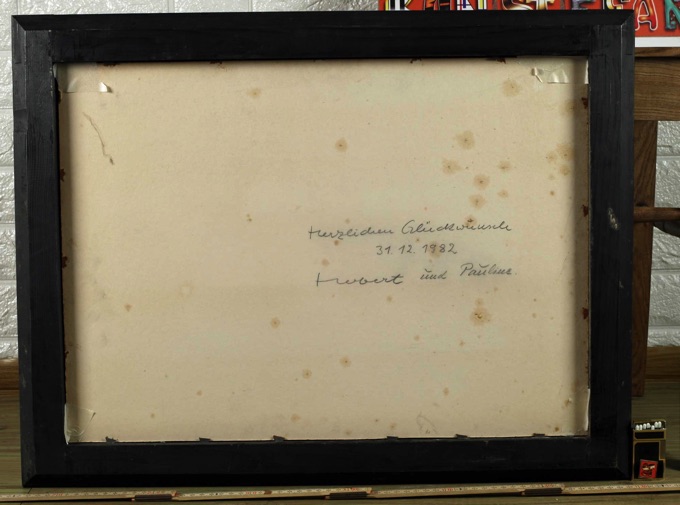 Herzlichen Glückwunsch
31.12.1982
Hubert und Pauline.